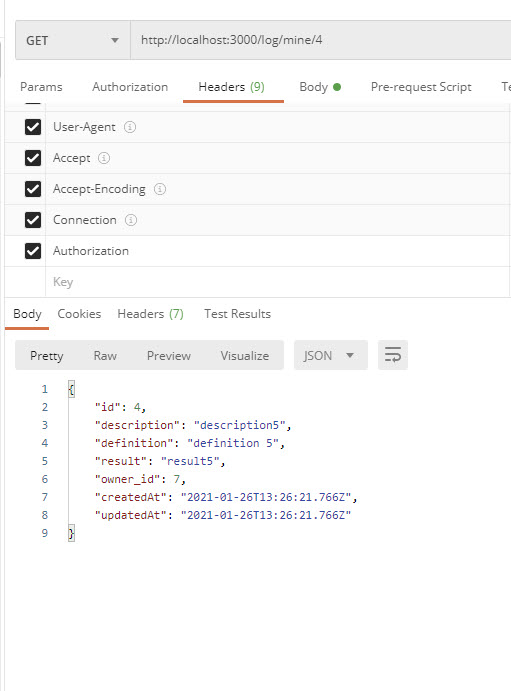 GET http://localhost:3000/log/mine/4
Params Authorization Headers (9) Body Pre-request Script
User-Agent
Accept
Accept-Encoding
Connection
Authorization
Key
Body Cookies Headers (7) Test Results
Pretty Raw Preview Visualize JSON
1 {
2 "id": 4,
3 "description": "description5",
4 "definition": "definition 5",
5 "result": "result5",
6 "owner_id": 7,
7 "createdAt": "2021-01-26T13:26:21.766Z",
8 "updatedAt": "2021-01-26T13:26:21.766Z"
9 }